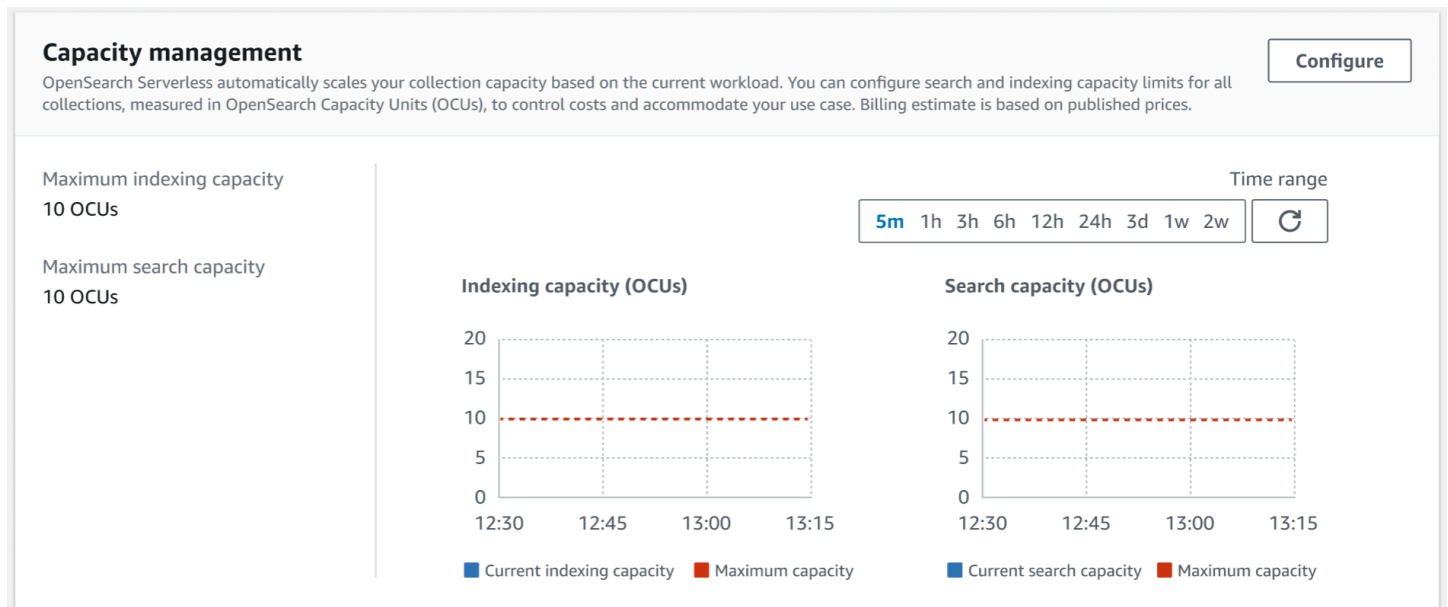 Capacity management
Configure
OpenSearch Serverless automatically scales your collection capacity based on the current workload. You can configure search and indexing capacity limits for all
collections, measured in OpenSearch Capacity Units (OCUs), to control costs and accommodate your use case. Billing estimate is based on published prices.
Maximum indexing capacity
10 OCUs
Maximum search capacity
10 OCUs
Time range
5m 1h 3h 6h 12h 24h 3d 1w 2w
Indexing capacity (OCUs)
20
15
10
5
0
12:30 12:45 13:00 13:15
Current indexing capacity Maximum capacity
Search capacity (OCUs)
20
15
10
5
0
12:30 12:45 13:00 13:15
Current search capacity Maximum capacity